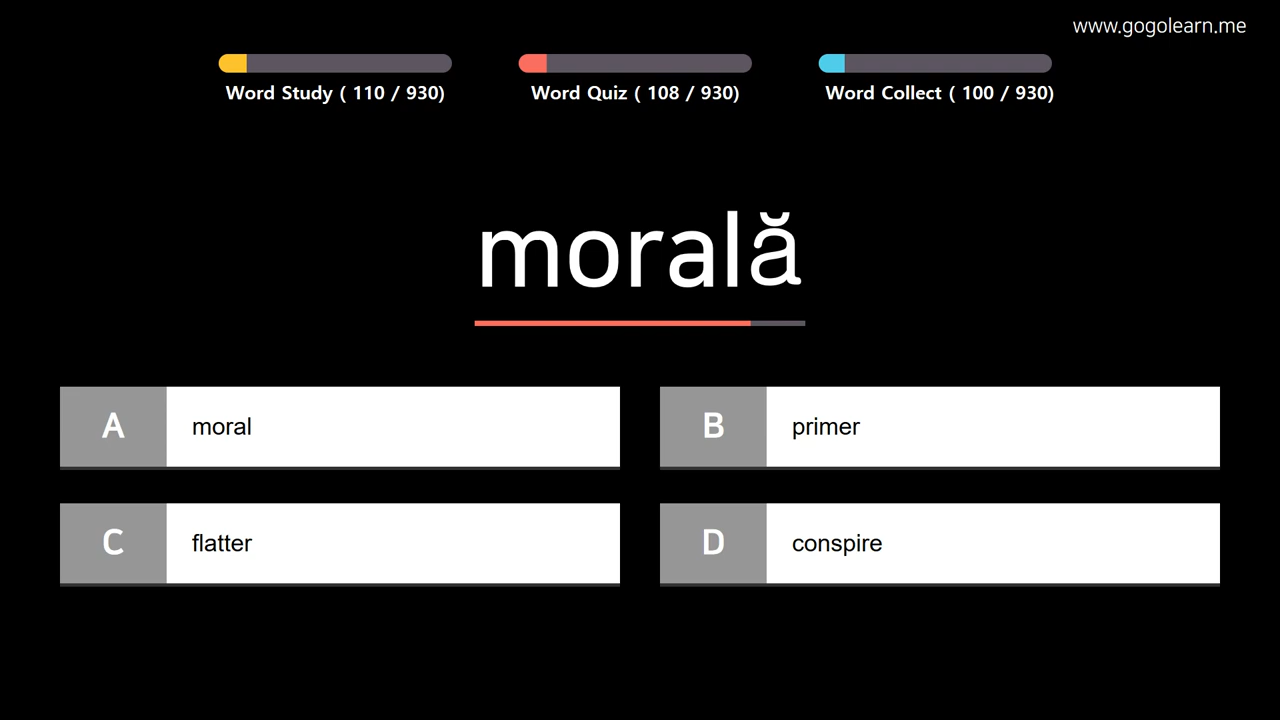 www.gogolearn.me
Word Study ( 110 / 930)
Word Quiz ( 108 / 930)
Word Collect ( 100 / 930)
morală
A moral
B primer
C flatter
D conspire